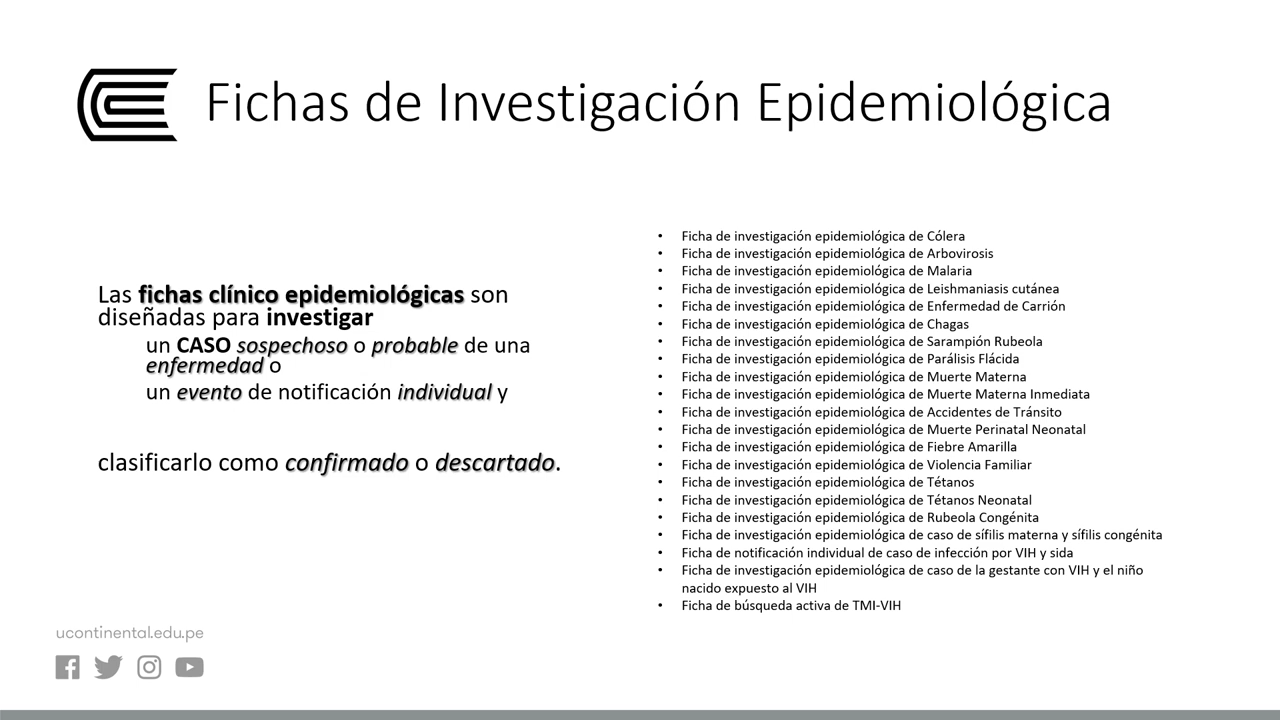 Fichas de Investigación Epidemiológica
Las fichas clínico epidemiológicas son
diseñadas para investigar
un CASO sospechoso o probable de una
enfermedad o
un evento de notificación individual y
clasificarlo como confirmado o descartado.
• Ficha de investigación epidemiológica de Cólera
• Ficha de investigación epidemiológica de Arbovirosis
• Ficha de investigación epidemiológica de Malaria
• Ficha de investigación epidemiológica de Leishmaniasis cutánea
• Ficha de investigación epidemiológica de Enfermedad de Carrión
• Ficha de investigación epidemiológica de Chagas
• Ficha de investigación epidemiológica de Sarampión Rubeola
• Ficha de investigación epidemiológica de Parálisis Flácida
• Ficha de investigación epidemiológica de Muerte Materna
• Ficha de investigación epidemiológica de Muerte Materna Inmediata
• Ficha de investigación epidemiológica de Accidentes de Tránsito
• Ficha de investigación epidemiológica de Muerte Perinatal Neonatal
• Ficha de investigación epidemiológica de Fiebre Amarilla
• Ficha de investigación epidemiológica de Violencia Familiar
• Ficha de investigación epidemiológica de Tétanos
• Ficha de investigación epidemiológica de Tétanos Neonatal
• Ficha de investigación epidemiológica de Rubeola Congénita
• Ficha de investigación epidemiológica de caso de sífilis materna y sífilis congénita
• Ficha de notificación individual de caso de infección por VIH y sida
• Ficha de investigación epidemiológica de caso de la gestante con VIH y el niño
nacido expuesto al VIH
• Ficha de búsqueda activa de TMI-VIH
ucontinental.edu.pe